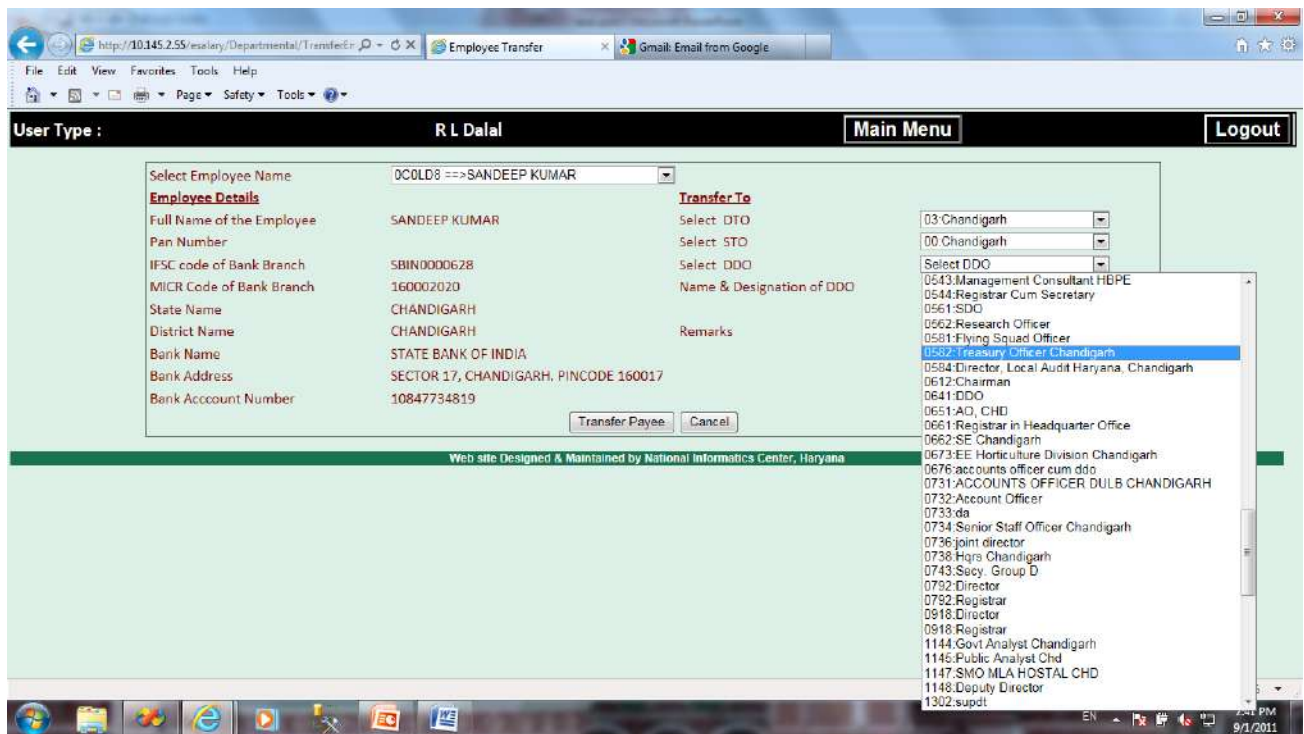 http://10.145.2.55/esalary/Departmental/TransferEr
Employee Transfer
Gmail: Email from Google
File Edit View Favorites Tools Help
Page Safety Tools
User Type :
R L Dalal
Main Menu
Logout
Select Employee Name
0C0LD8 ==>SANDEEP KUMAR
Employee Details
Transfer To
Full Name of the Employee
SANDEEP KUMAR
Select DTO
03:Chandigarh
Pan Number
Select STO
00:Chandigarh
IFSC code of Bank Branch
SBIN0000628
Select DDO
Select DDO
MICR Code of Bank Branch
160002020
Name & Designation of DDO
State Name
CHANDIGARH
District Name
CHANDIGARH
Remarks
Bank Name
STATE BANK OF INDIA
Bank Address
SECTOR 17, CHANDIGARH. PINCODE 160017
Bank Acccount Number
10847734819
Transfer Payee
Cancel
0543:Management Consultant HBPE
0544:Registrar Cum Secretary
0561:SDO
0562:Research Officer
0581:Flying Squad Officer
0582:Treasury Officer Chandigarh
0584:Director, Local Audit Haryana, Chandigarh
0612:Chairman
0641:DDO
0651:AO, CHD
0661:Registrar in Headquarter Office
0662:SE Chandigarh
0673:EE Horticulture Division Chandigarh
0676:accounts officer cum ddo
0731:ACCOUNTS OFFICER DULB CHANDIGARH
0732:Account Officer
0733:da
0734:Senior Staff Officer Chandigarh
0736:joint director
0738:Hqrs Chandigarh
0743:Secy. Group D
0792:Director
0792:Registrar
0918:Director
0918:Registrar
1144:Govt Analyst Chandigarh
1145:Public Analyst Chd
1147:SMO MLA HOSTAL CHD
1148:Deputy Director
1302:supdt
Web site Designed & Maintained by National Informatics Center, Haryana
EN
2:41 PM
9/1/2011